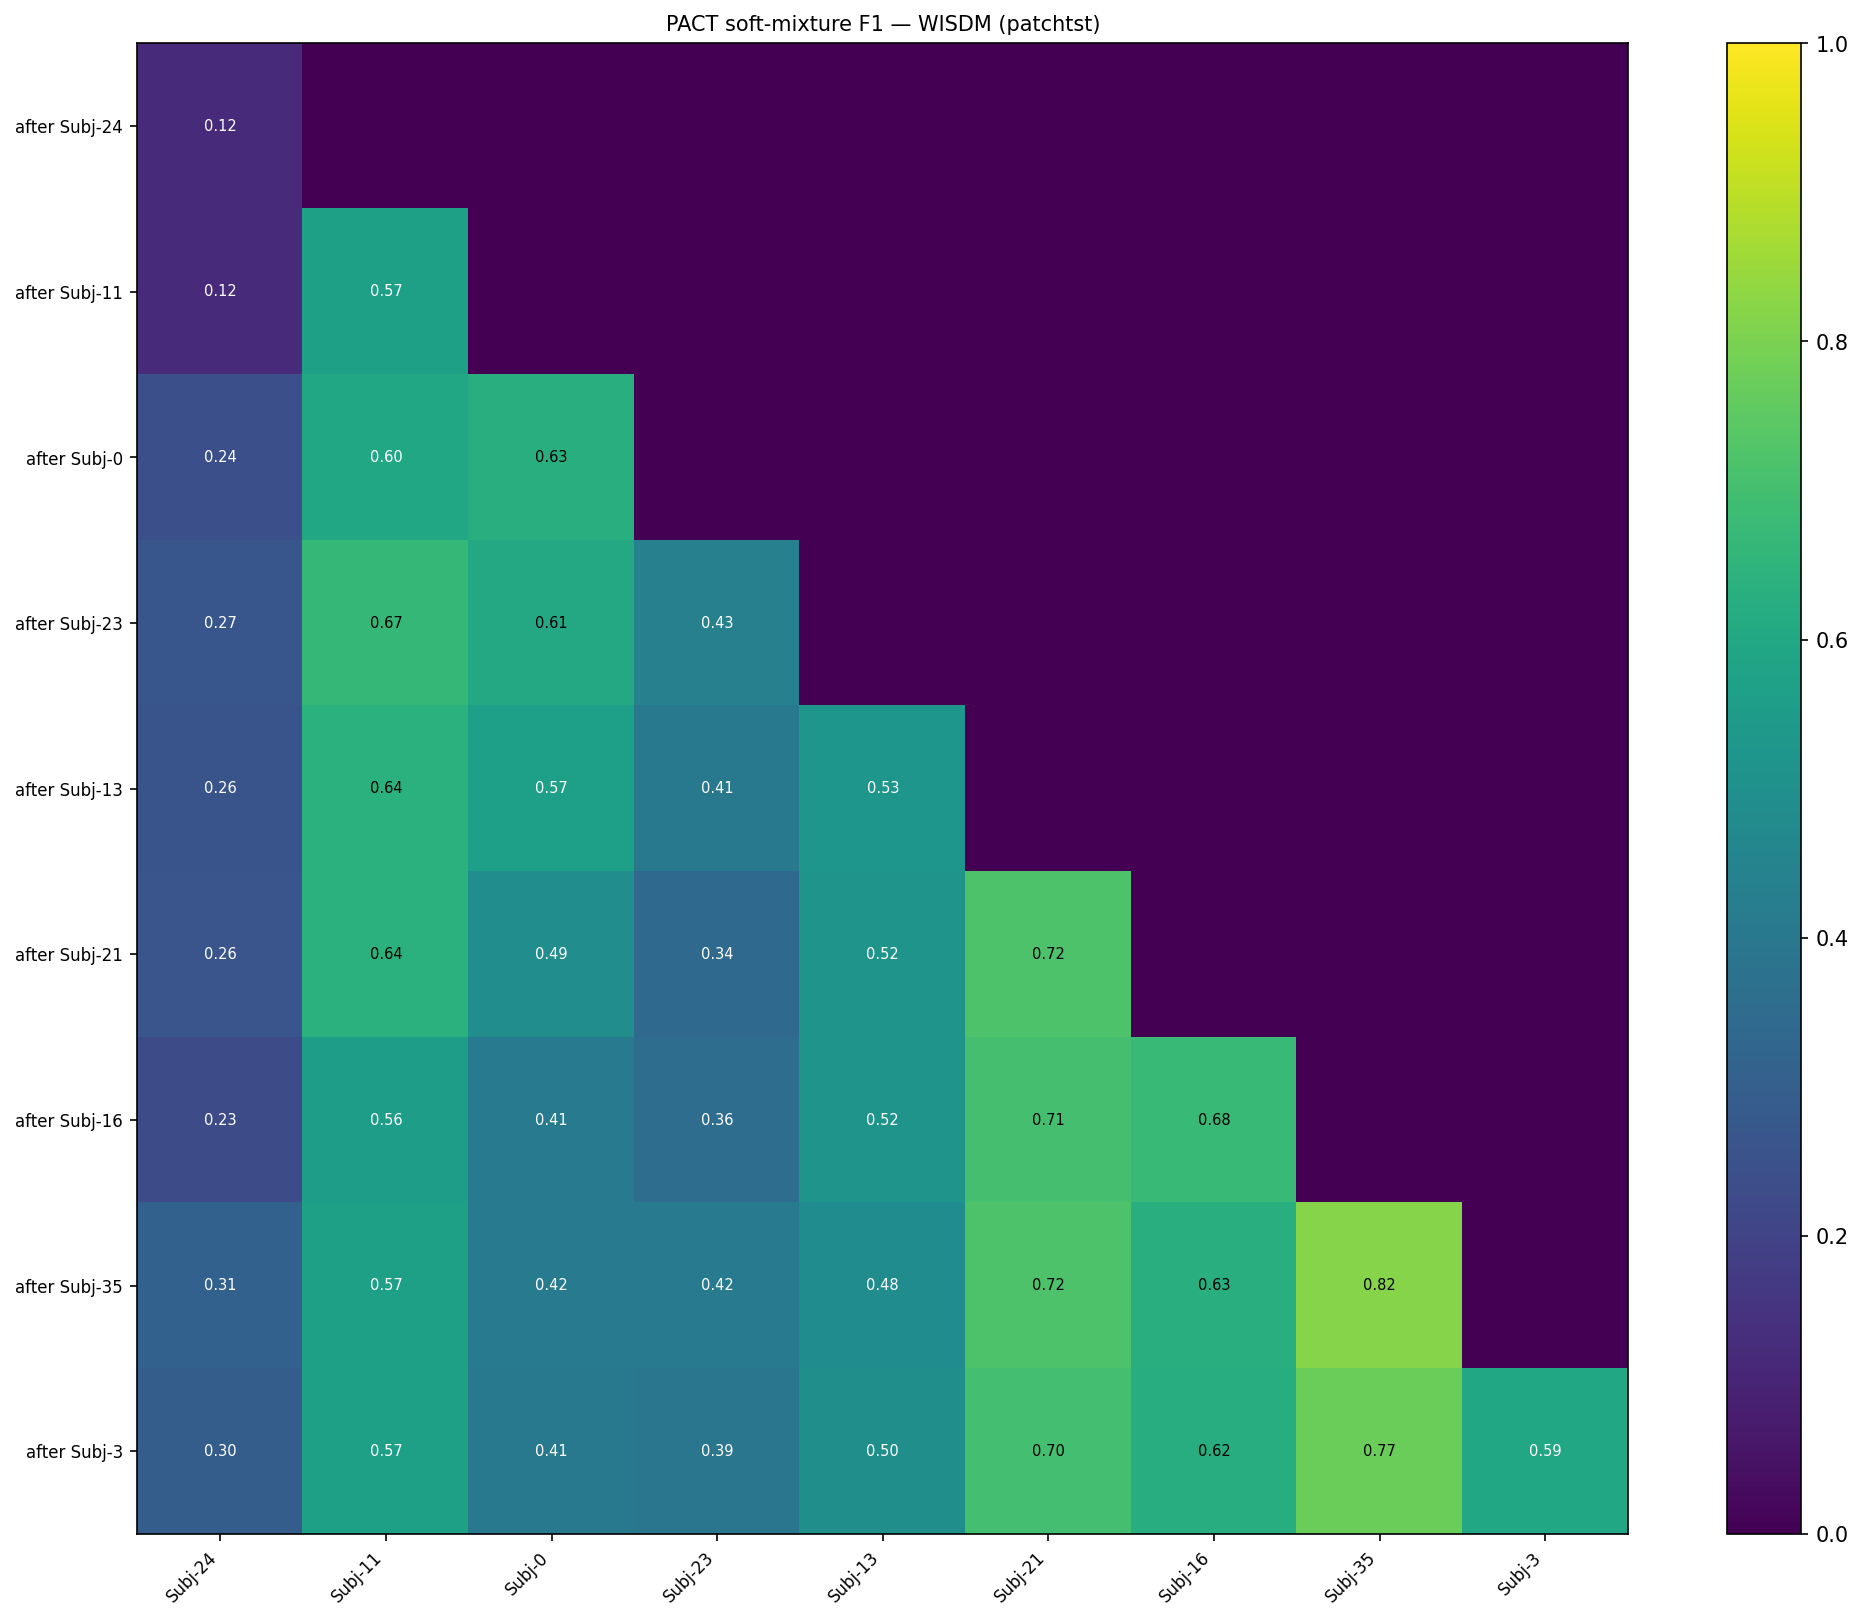 PACT soft-mixture F1 — WISDM (patchtst)
1.0
after Subj-24 0.12
0.8
after Subj-11 0.12 0.57
after Subj-0 0.24 0.60 0.63
0.6
after Subj-23 0.27 0.67 0.61 0.43
after Subj-13 0.26 0.64 0.57 0.41 0.53
0.4
after Subj-21 0.26 0.64 0.49 0.34 0.52 0.72
after Subj-16 0.23 0.56 0.41 0.36 0.52 0.71 0.68
0.2
after Subj-35 0.31 0.57 0.42 0.42 0.48 0.72 0.63 0.82
after Subj-3 0.30 0.57 0.41 0.39 0.50 0.70 0.62 0.77 0.59
0.0
Subj-24 Subj-11 Subj-0 Subj-23 Subj-13 Subj-21 Subj-16 Subj-35 Subj-3